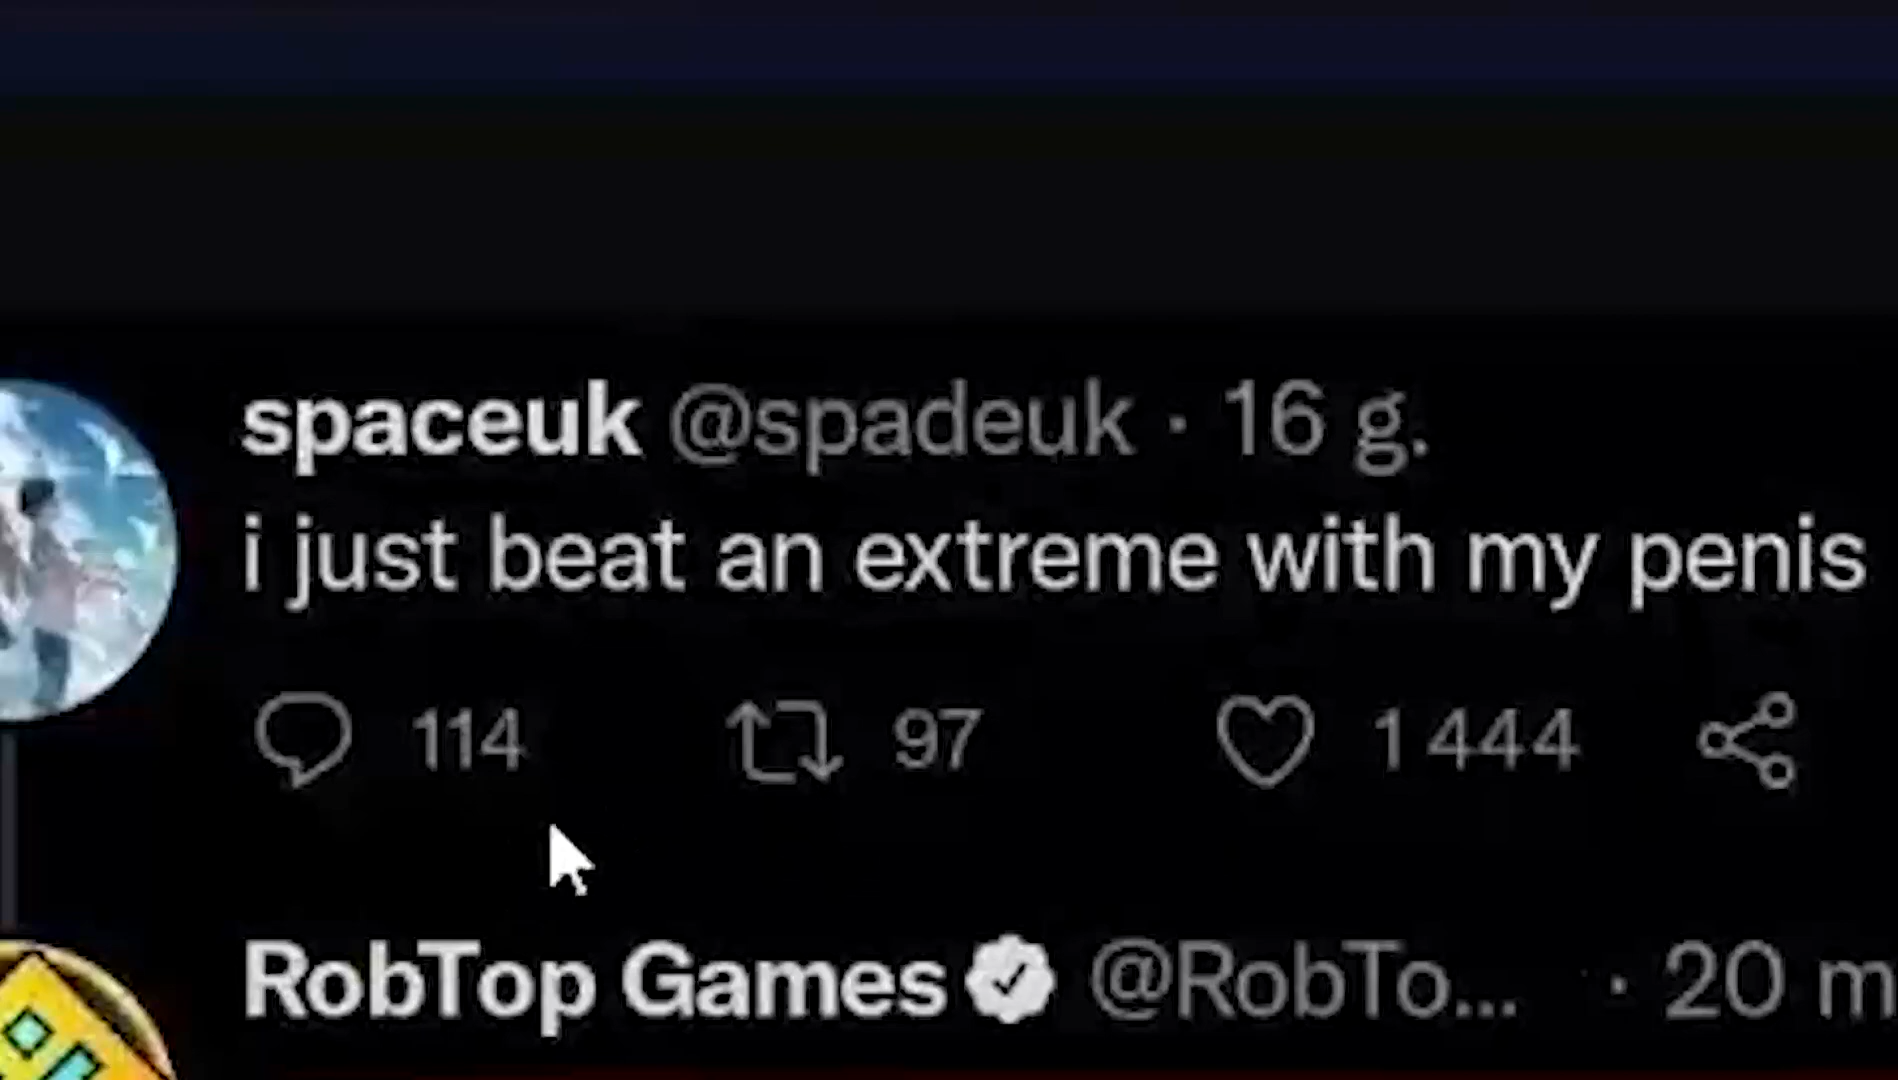 spaceuk @spadeuk · 16 g.
i just beat an extreme with my penis
114 97 1 444
RobTop Games @RobTo... · 20 m